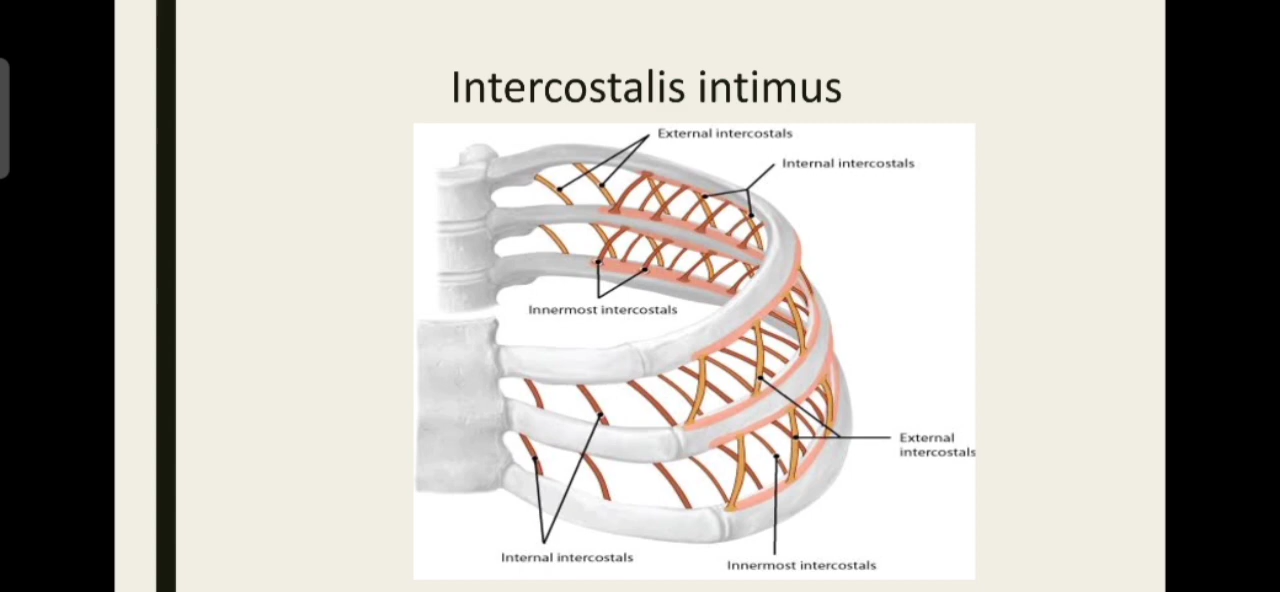 Intercostalis intimus
External intercostals
Internal intercostals
Innermost intercostals
External
intercostals
Internal intercostals
Innermost intercostals